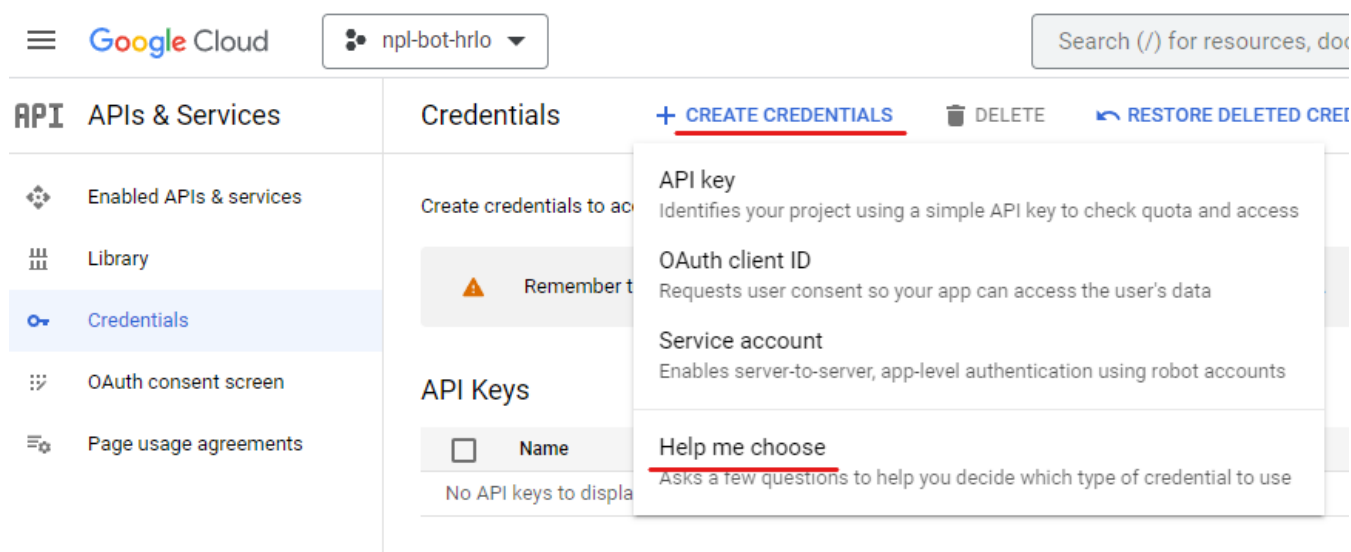 Google Cloud
npl-bot-hrlo
Search (/) for resources,
API APIs & Services
Credentials
+ CREATE CREDENTIALS
DELETE
RESTORE DELETED
Enabled APIs & services
Library
Credentials
OAuth consent screen
Page usage agreements
Create credentials to
Remember
API Keys
Name
No API keys to
API key
Identifies your project using a simple API key to check quota and access
OAuth client ID
Requests user consent so your app can access the user's data
Service account
Enables server-to-server, app-level authentication using robot accounts
Help me choose
Asks a few questions to help you decide which type of credential to use